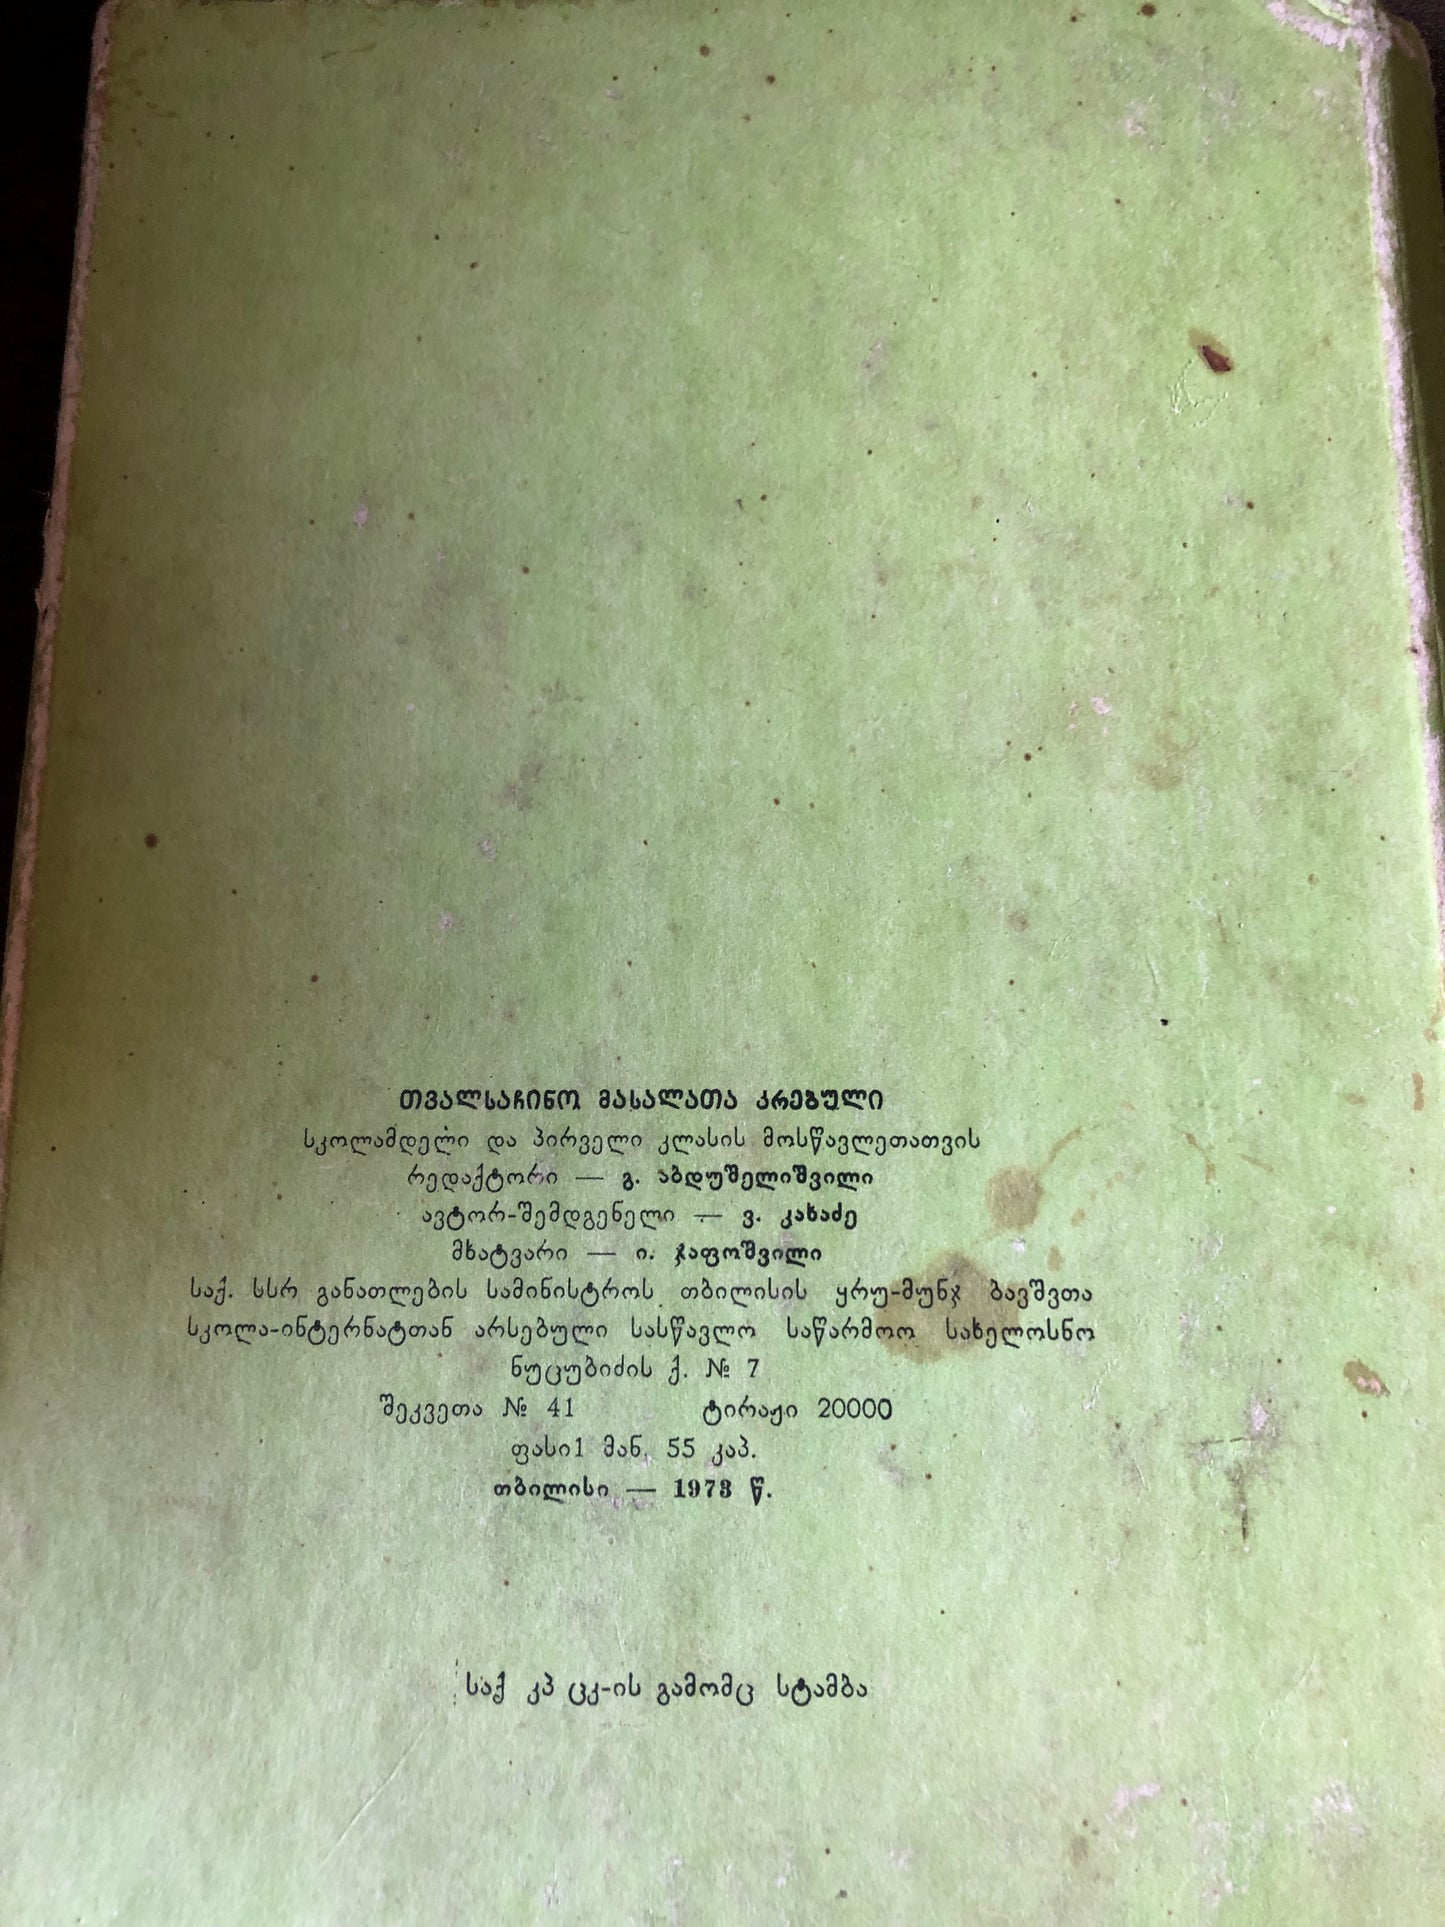 თვალსაჩინო მასალათა კრებული
სკოლამდელი და პირველი კლასის მოსწავლეთათვის
რედაქტორი — გ. აბდუშელიშვილი
ავტორ-შემდგენელი — ვ. კახაძე
მხატვარი — ი. ჯაფოშვილი
საქ. სსრ განათლების სამინისტროს თბილისის ყრუ-მუნჯ ბავშვთა
სკოლა-ინტერნატთან არსებული სასწავლო საწარმოო სახელოსნო
ნუცუბიძის ქ. № 7
შეკვეთა № 41 ტირაჟი 20000
ფასი1 მან. 55 კაპ.
თბილისი — 1973 წ.
საქ კპ ცკ-ის გამომც სტამბა